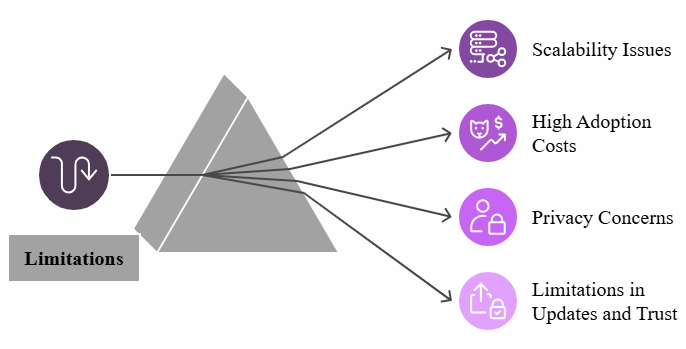 Scalability Issues
High Adoption
Costs
Limitations
Privacy Concerns
Limitations in
Updates and Trust